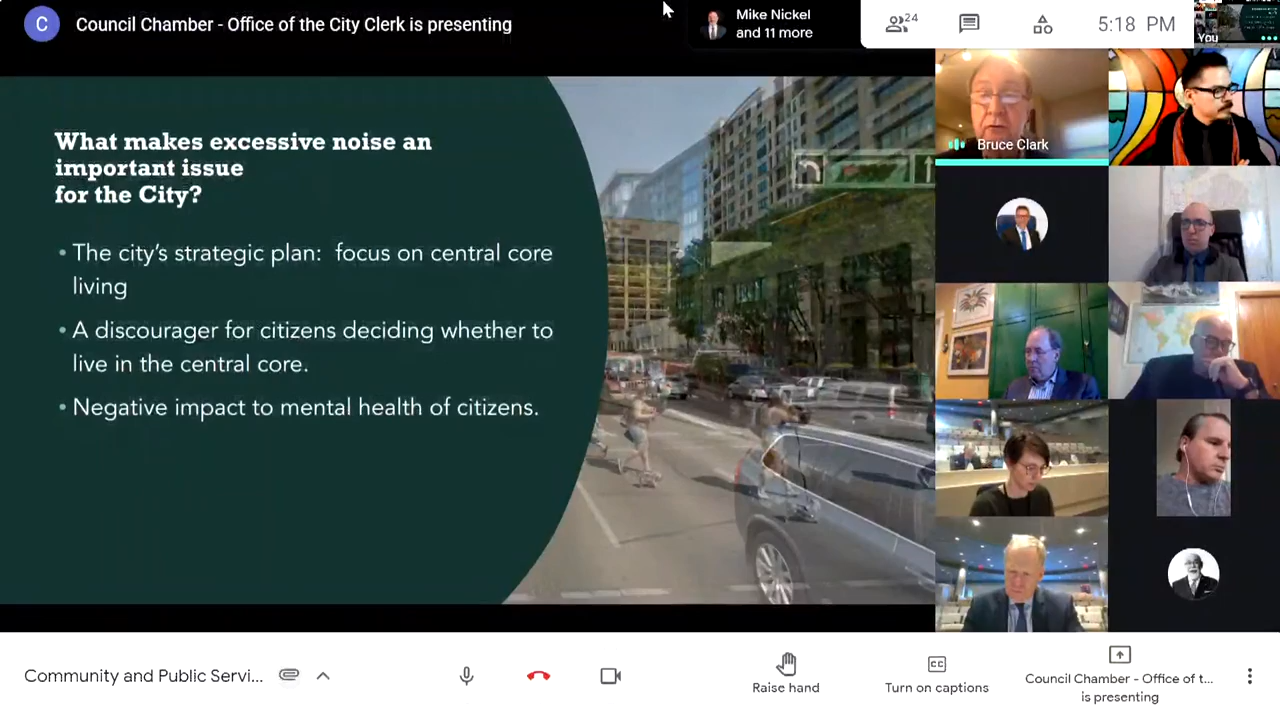 C
Council Chamber - Office of the City Clerk is presenting
Mike Nickel
and 11 more
24
5:18 PM
You
What makes excessive noise an
important issue
for the City?
• The city's strategic plan: focus on central core
living
• A discourager for citizens deciding whether to
live in the central core.
• Negative impact to mental health of citizens.
Bruce Clark
Community and Public Servi...
Raise hand
CC
Turn on captions
Council Chamber - Office of t...
is presenting